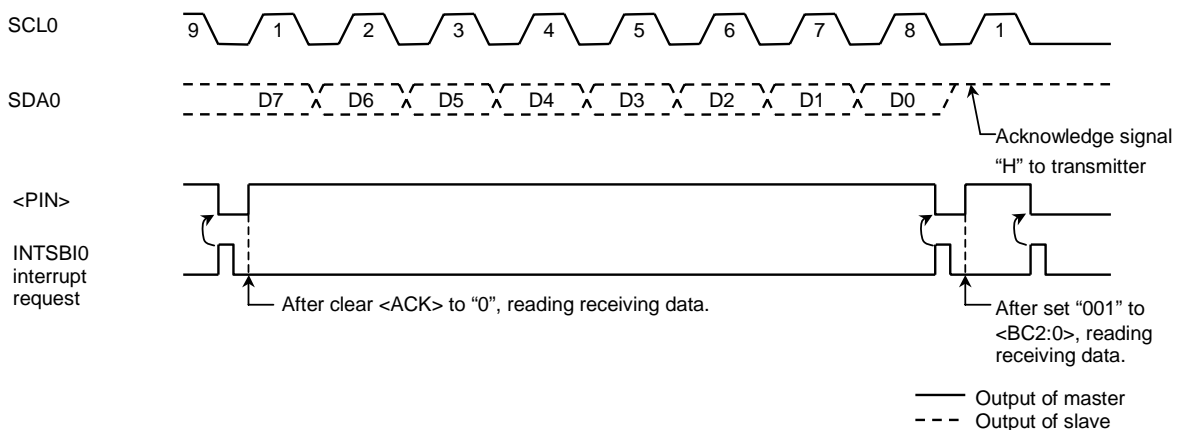 SCL0
9 1 2 3 4 5 6 7 8 1
SDA0
D7 D6 D5 D4 D3 D2 D1 D0
Acknowledge signal
“H” to transmitter
<PIN>
INTSBI0
interrupt
request
After clear <ACK> to “0”, reading receiving data.
After set “001” to
<BC2:0>, reading
receiving data.
Output of master
Output of slave